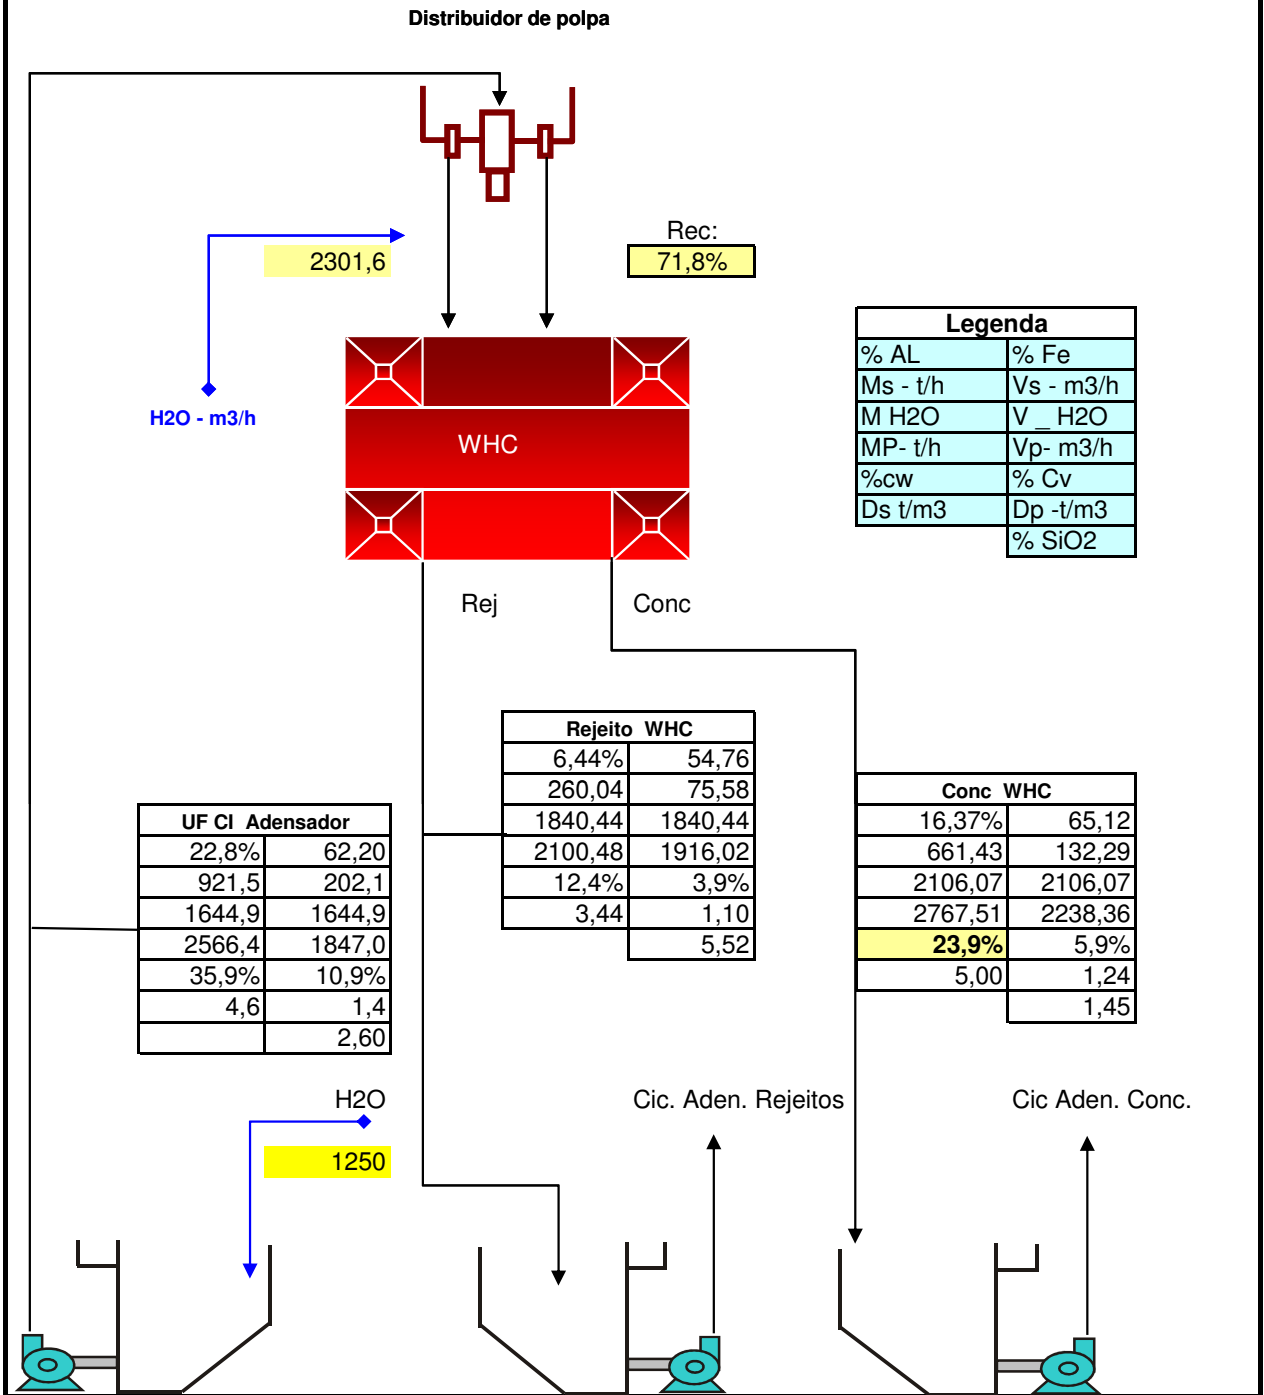 Distribuidor de polpa
Rec:
2301,6
71,8%
H2O - m3/h
WHC
Legenda
% AL % Fe
Ms - t/h Vs - m3/h
M H2O V _ H2O
MP- t/h Vp- m3/h
%cw % Cv
Ds t/m3 Dp -t/m3
% SiO2
Rej
Conc
Rejeito WHC
6,44% 54,76
260,04 75,58
1840,44 1840,44
2100,48 1916,02
12,4% 3,9%
3,44 1,10
5,52
Conc WHC
16,37% 65,12
661,43 132,29
2106,07 2106,07
2767,51 2238,36
23,9% 5,9%
5,00 1,24
1,45
UF CI Adensador
22,8% 62,20
921,5 202,1
1644,9 1644,9
2566,4 1847,0
35,9% 10,9%
4,6 1,4
2,60
H2O
1250
Cic. Aden. Rejeitos
Cic Aden. Conc.